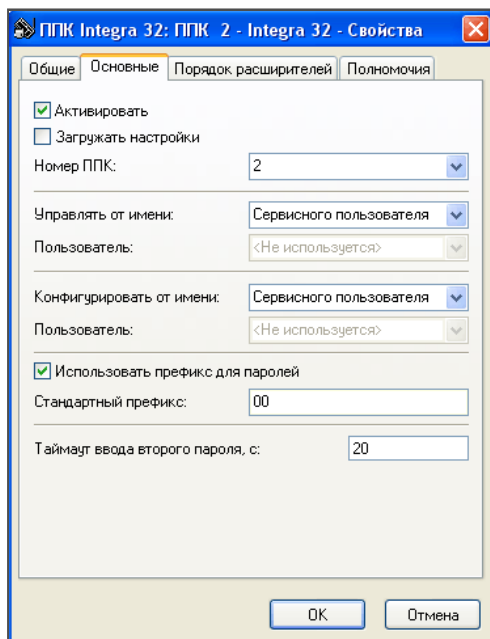 ППК Integra 32: ППК 2 - Integra 32 - Свойства
Общие Основные Порядок расширителей Полномочия
Активировать
Загружать настройки
Номер ППК: 2
Управлять от имени: Сервисного пользователя
Пользователь: <Не используется>
Конфигурировать от имени: Сервисного пользователя
Пользователь: <Не используется>
Использовать префикс для паролей
Стандартный префикс: 00
Таймаут ввода второго пароля, с: 20
OK Отмена